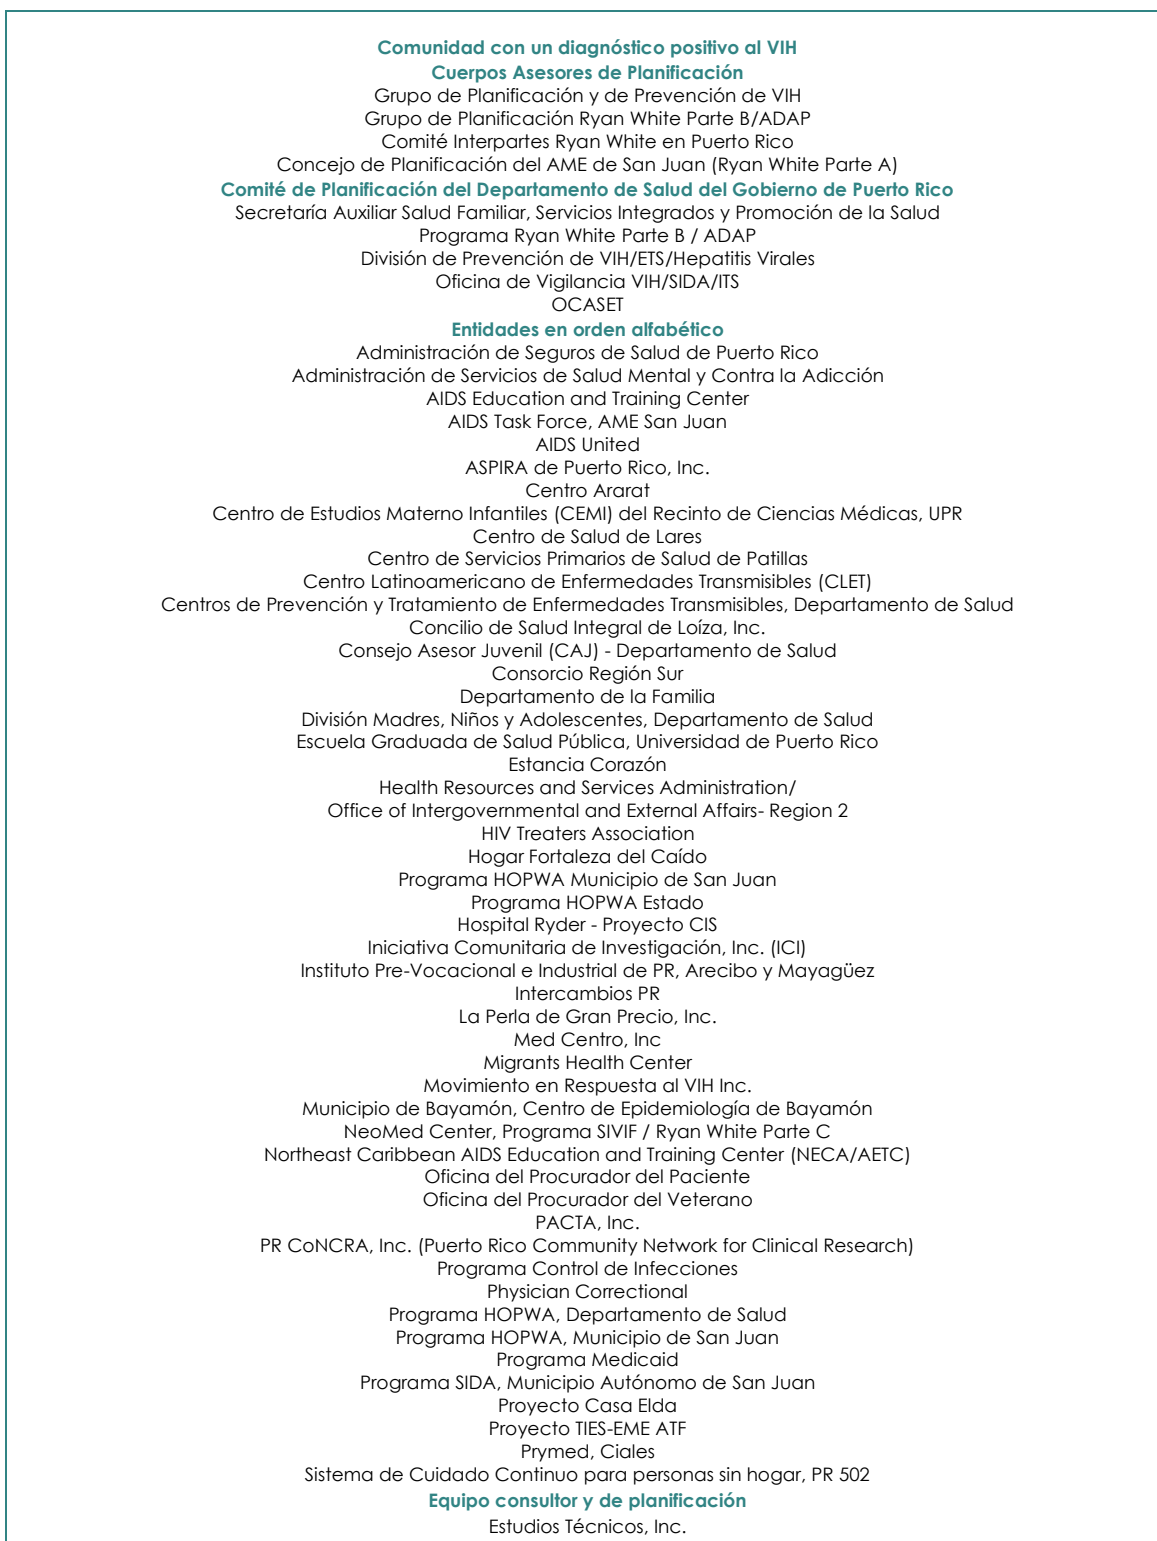 Comunidad con un diagnóstico positivo al VIH
Cuerpos Asesores de Planificación
Grupo de Planificación y de Prevención de VIH
Grupo de Planificación Ryan White Parte B/ADAP
Comité Interpartes Ryan White en Puerto Rico
Concejo de Planificación del AME de San Juan (Ryan White Parte A)
Comité de Planificación del Departamento de Salud del Gobierno de Puerto Rico
Secretaría Auxiliar Salud Familiar, Servicios Integrados y Promoción de la Salud
Programa Ryan White Parte B / ADAP
División de Prevención de VIH/ETS/Hepatitis Virales
Oficina de Vigilancia VIH/SIDA/ITS
OCASET
Entidades en orden alfabético
Administración de Seguros de Salud de Puerto Rico
Administración de Servicios de Salud Mental y Contra la Adicción
AIDS Education and Training Center
AIDS Task Force, AME San Juan
AIDS United
ASPIRA de Puerto Rico, Inc.
Centro Ararat
Centro de Estudios Materno Infantiles (CEMI) del Recinto de Ciencias Médicas, UPR
Centro de Salud de Lares
Centro de Servicios Primarios de Salud de Patillas
Centro Latinoamericano de Enfermedades Transmisibles (CLET)
Centros de Prevención y Tratamiento de Enfermedades Transmisibles, Departamento de Salud
Concilio de Salud Integral de Loíza, Inc.
Consejo Asesor Juvenil (CAJ) - Departamento de Salud
Consorcio Región Sur
Departamento de la Familia
División Madres, Niños y Adolescentes, Departamento de Salud
Escuela Graduada de Salud Pública, Universidad de Puerto Rico
Estancia Corazón
Health Resources and Services Administration/
Office of Intergovernmental and External Affairs- Region 2
HIV Treaters Association
Hogar Fortaleza del Caído
Programa HOPWA Municipio de San Juan
Programa HOPWA Estado
Hospital Ryder - Proyecto CIS
Iniciativa Comunitaria de Investigación, Inc. (ICI)
Instituto Pre-Vocacional e Industrial de PR, Arecibo y Mayagüez
Intercambios PR
La Perla de Gran Precio, Inc.
Med Centro, Inc
Migrants Health Center
Movimiento en Respuesta al VIH Inc.
Municipio de Bayamón, Centro de Epidemiología de Bayamón
NeoMed Center, Programa SIVIF / Ryan White Parte C
Northeast Caribbean AIDS Education and Training Center (NECA/AETC)
Oficina del Procurador del Paciente
Oficina del Procurador del Veterano
PACTA, Inc.
PR CoNCRA, Inc. (Puerto Rico Community Network for Clinical Research)
Programa Control de Infecciones
Physician Correctional
Programa HOPWA, Departamento de Salud
Programa HOPWA, Municipio de San Juan
Programa Medicaid
Programa SIDA, Municipio Autónomo de San Juan
Proyecto Casa Elda
Proyecto TIES-EME ATF
Prymed, Ciales
Sistema de Cuidado Continuo para personas sin hogar, PR 502
Equipo consultor y de planificación
Estudios Técnicos, Inc.